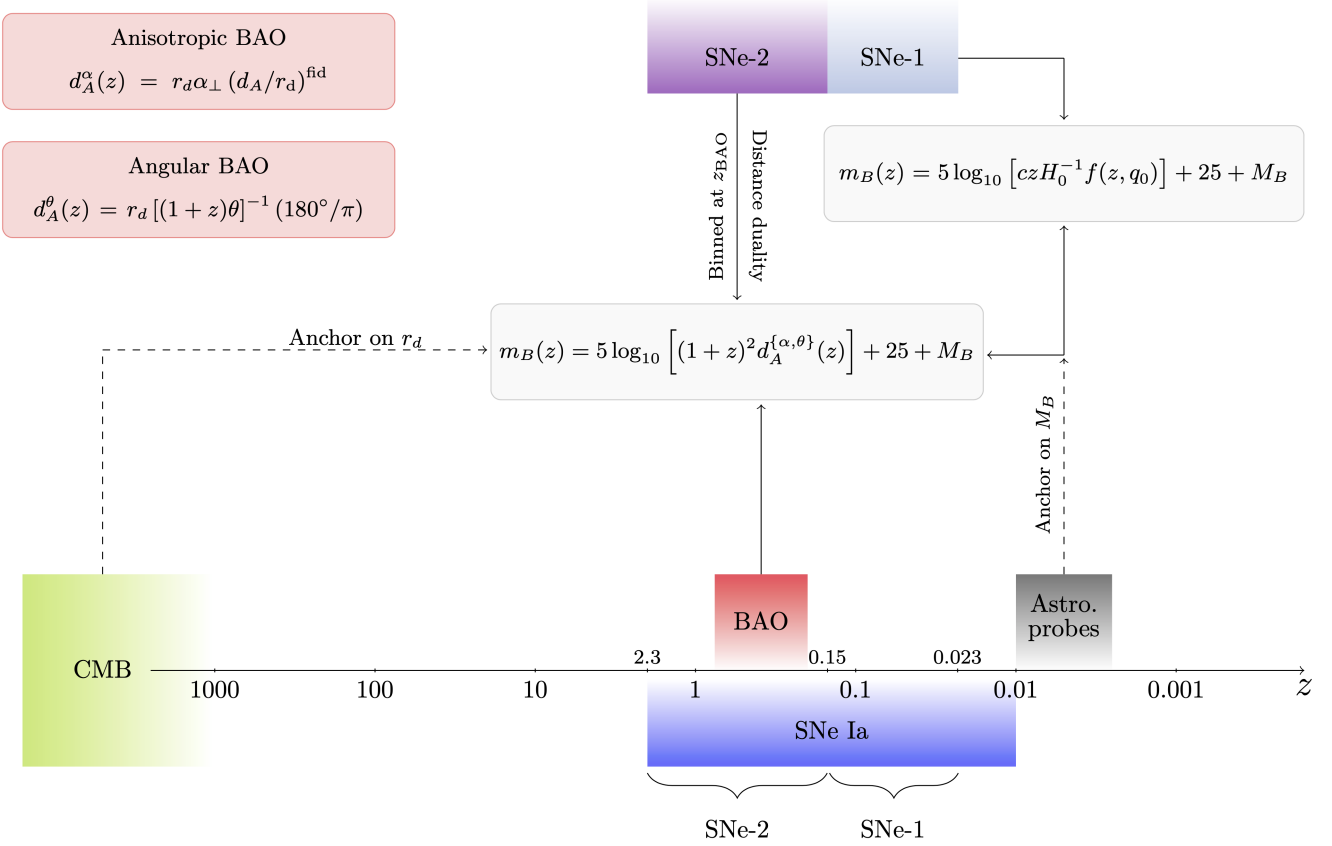 Anisotropic BAO
d_A^α(z) = r_d α_⊥ (d_A/r_d)^fid
Angular BAO
d_A^θ(z) = r_d [(1 + z)θ]^−1 (180°/π)
SNe-2
SNe-1
Binned at z_BAO
Distance duality
m_B(z) = 5 log_10 [czH_0^−1 f(z, q_0)] + 25 + M_B
Anchor on r_d
m_B(z) = 5 log_10 [(1 + z)^2 d_A^{α,θ}(z)] + 25 + M_B
Anchor on M_B
CMB
BAO
Astro.
probes
2.3
0.15
0.023
1000
100
10
1
0.1
0.01
0.001
z
SNe Ia
SNe-2
SNe-1